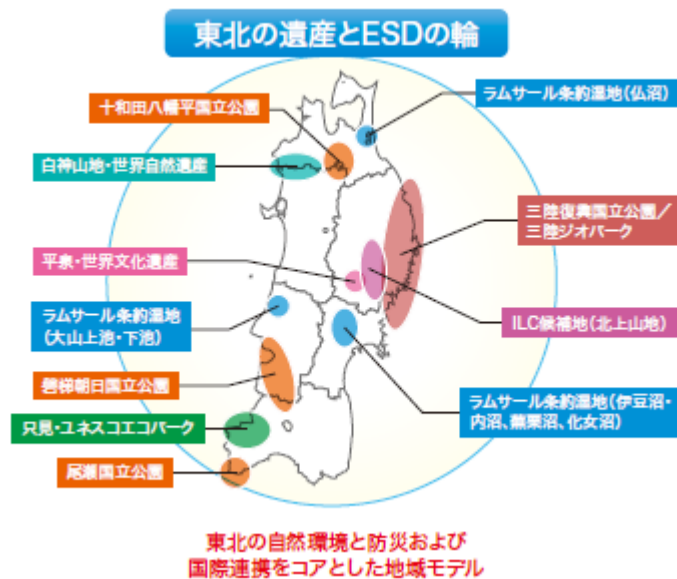 東北の遺産とESDの輪
十和田八幡平国立公園
ラムサール条約湿地(仏沼)
白神山地・世界自然遺産
三陸復興国立公園/
三陸ジオパーク
平泉・世界文化遺産
ラムサール条約湿地
(大山上池・下池)
ILC候補地(北上山地)
磐梯朝日国立公園
ラムサール条約湿地(伊豆沼・
内沼、蕪栗沼、化女沼)
只見・ユネスコエコパーク
尾瀬国立公園
東北の自然環境と防災および
国際連携をコアとした地域モデル